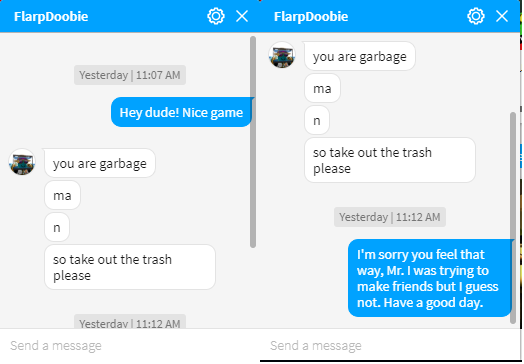 FlarpDoobie
Yesterday | 11:07 AM
Hey dude! Nice game
you are garbage
ma
n
so take out the trash
please
Yesterday | 11:12 AM
Send a message
FlarpDoobie
you are garbage
ma
n
so take out the trash
please
Yesterday | 11:12 AM
I'm sorry you feel that
way, Mr. I was trying to
make friends but I guess
not. Have a good day.
Send a message